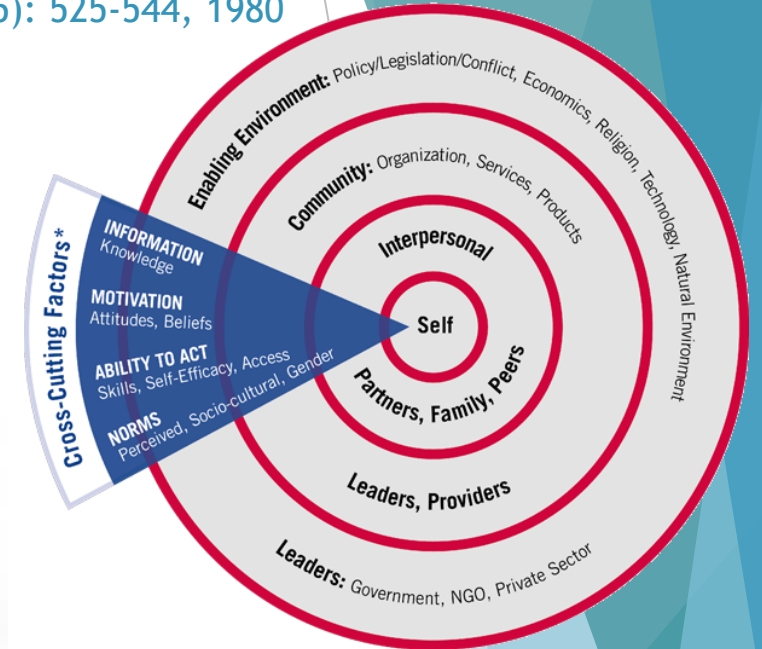 5): 525-544, 1980
Enabling Environment: Policy/Legislation/Conflict, Economics, Religion, Technology, Natural Environment
Community: Organization, Services, Products
Interpersonal
Self
Partners, Family, Peers
Leaders, Providers
Leaders: Government, NGO, Private Sector
Cross-Cutting Factors*
INFORMATION
Knowledge
MOTIVATION
Attitudes, Beliefs
ABILITY TO ACT
Skills, Self-Efficacy, Access
NORMS
Perceived, Socio-cultural, Gender